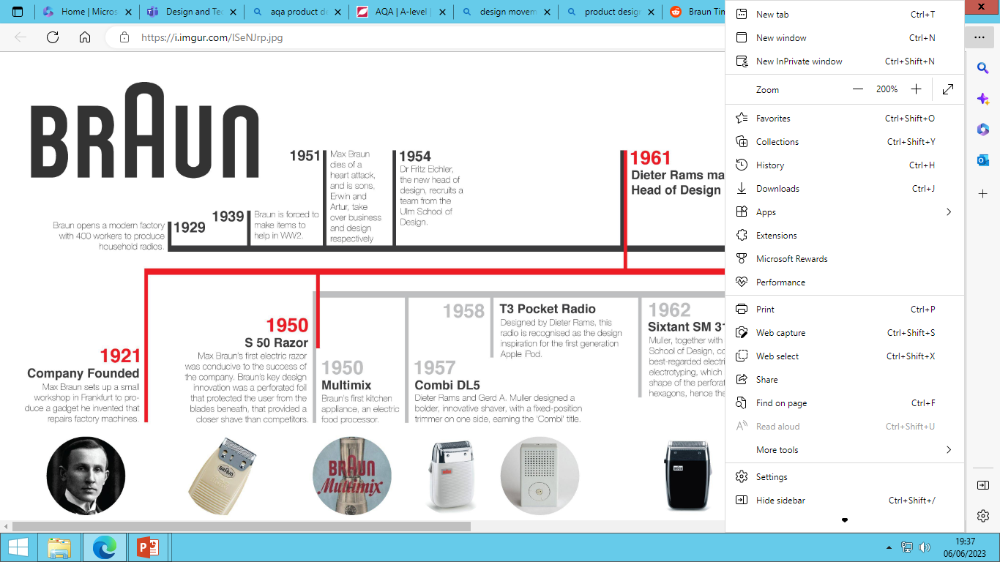 Home | Micros
Design and Tec
aqa product de
AQA | A-level |
design movem
product design
Braun Tim
https://i.imgur.com/lSeNJrp.jpg
BRAUN
1951
Max Braun
dies of a
heart attack,
and is sons,
Erwin and
Artur, take
over business
and design
respectively
1954
Dr Fritz Eichler,
the new head of
design, recruits a
team from the
Ulm School of
Design.
1961
Dieter Rams ma
Head of Design
Braun opens a modern factory
with 400 workers to produce
household radios.
1929
1939
Braun is forced to
make items to
help in WW2.
1921
Company Founded
Max Braun sets up a small
workshop in Frankfurt to pro-
duce a gadget he invented that
repairs factory machines.
1950
S 50 Razor
Max Braun's first electric razor
was conducive to the success of
the company. Braun's key design
innovation was a perforated foil
that protected the user from the
blades beneath, that provided a
closer shave than competitors.
1950
Multimix
Braun's first kitchen
appliance, an electric
food processor.
1957
Combi DL5
Dieter Rams and Gerd A. Muller designed a
bolder, innovative shaver, with a fixed-position
trimmer on one side, earning the 'Combi' title.
1958
T3 Pocket Radio
Designed by Dieter Rams, this
radio is recognised as the design
inspiration for the first generation
Apple iPod.
1962
Sixtant SM 31
Muller, together with
School of Design, co
best-regarded electri
electrotyping, which
shape of the perforat
hexagons, hence the
BRAUN
BRAUN
Multimix
BRAUN
New tab Ctrl+T
New window Ctrl+N
New InPrivate window Ctrl+Shift+N
Zoom 200%
Favorites Ctrl+Shift+O
Collections Ctrl+Shift+Y
History Ctrl+H
Downloads Ctrl+J
Apps
Extensions
Microsoft Rewards
Performance
Print Ctrl+P
Web capture Ctrl+Shift+S
Web select Ctrl+Shift+X
Share
Find on page Ctrl+F
Read aloud Ctrl+Shift+U
More tools
Settings
Hide sidebar Ctrl+Shift+/
19:37
06/06/2023